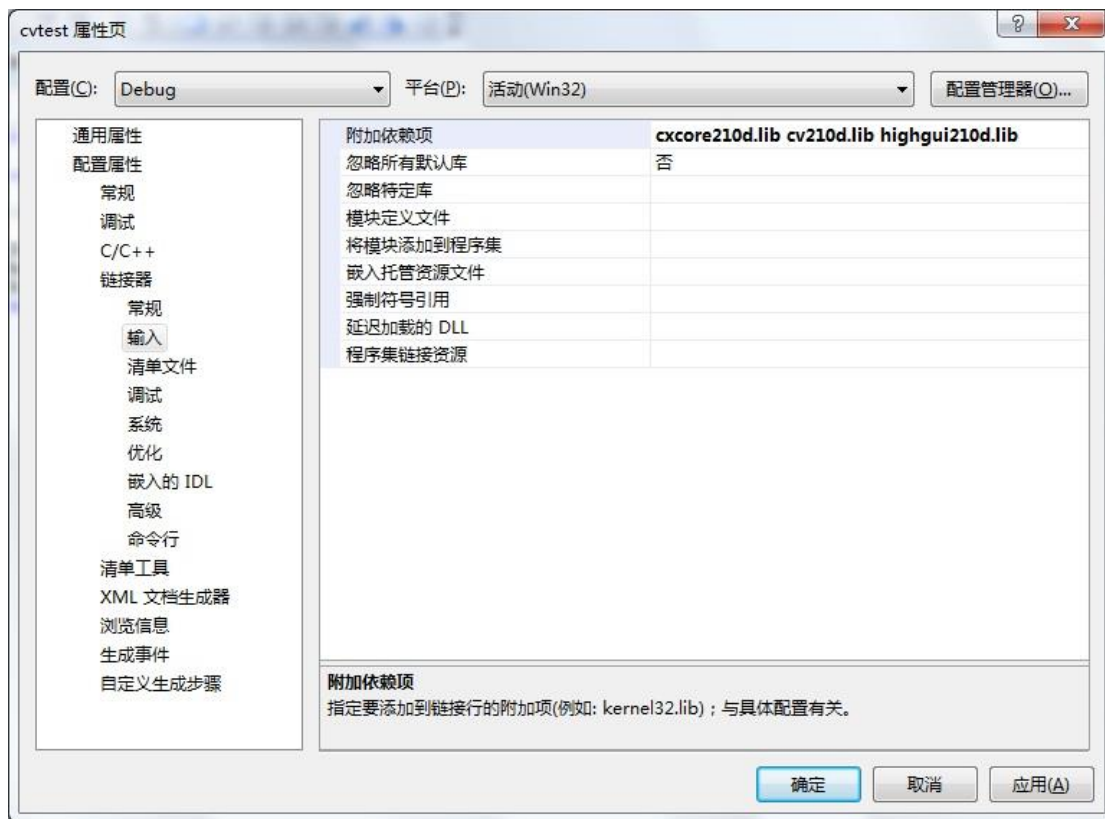 cvtest 属性页
配置(C): Debug 平台(P): 活动(Win32) 配置管理器(O)...
通用属性
配置属性
常规
调试
C/C++
链接器
常规
输入
清单文件
调试
系统
优化
嵌入的 IDL
高级
命令行
清单工具
XML 文档生成器
浏览信息
生成事件
自定义生成步骤
附加依赖项 cxcore210d.lib cv210d.lib highgui210d.lib
忽略所有默认库 否
忽略特定库
模块定义文件
将模块添加到程序集
嵌入托管资源文件
强制符号引用
延迟加载的 DLL
程序集链接资源
附加依赖项
指定要添加到链接行的附加项(例如: kernel32.lib)；与具体配置有关。
确定 取消 应用(A)